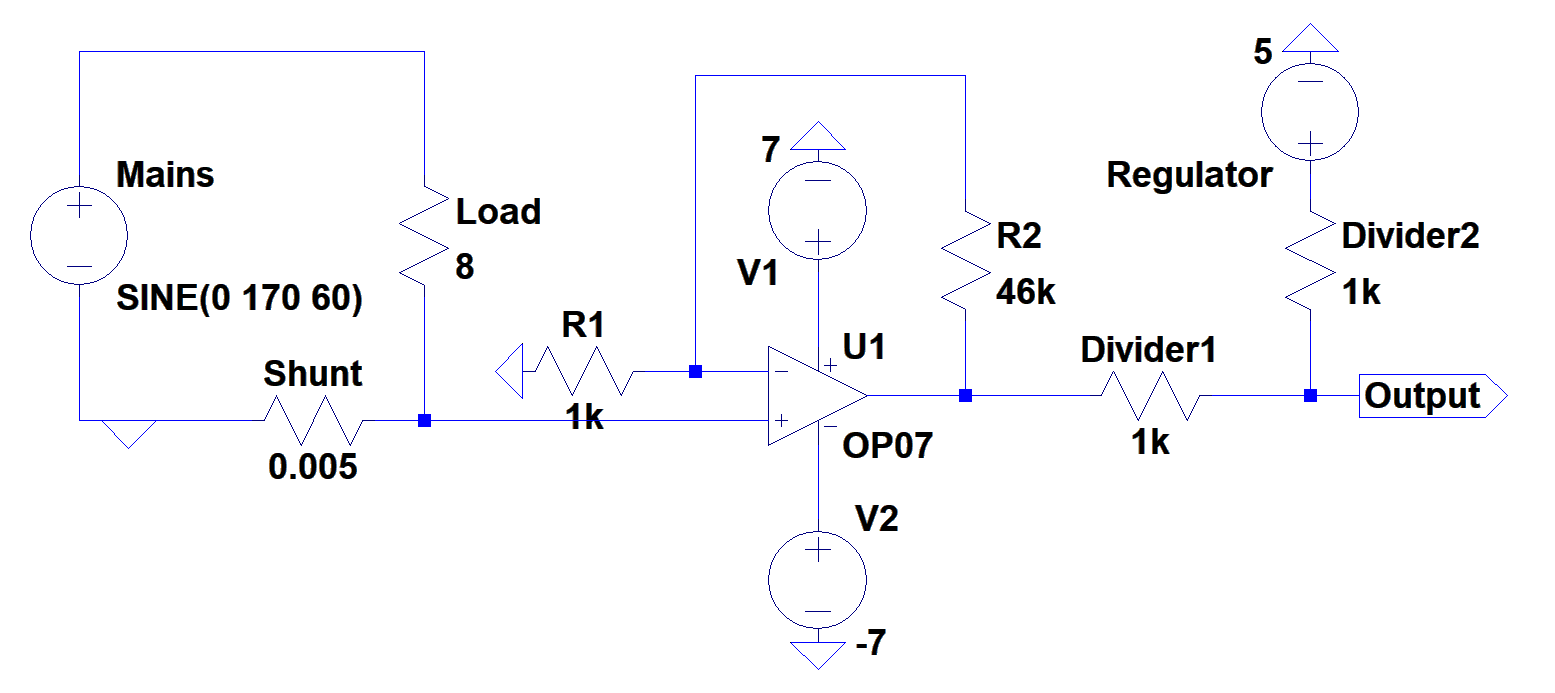 Mains
SINE(0 170 60)
Load
8
Shunt
0.005
R1
1k
7
V1
U1
OP07
V2
-7
R2
46k
Divider1
1k
5
Regulator
Divider2
1k
Output